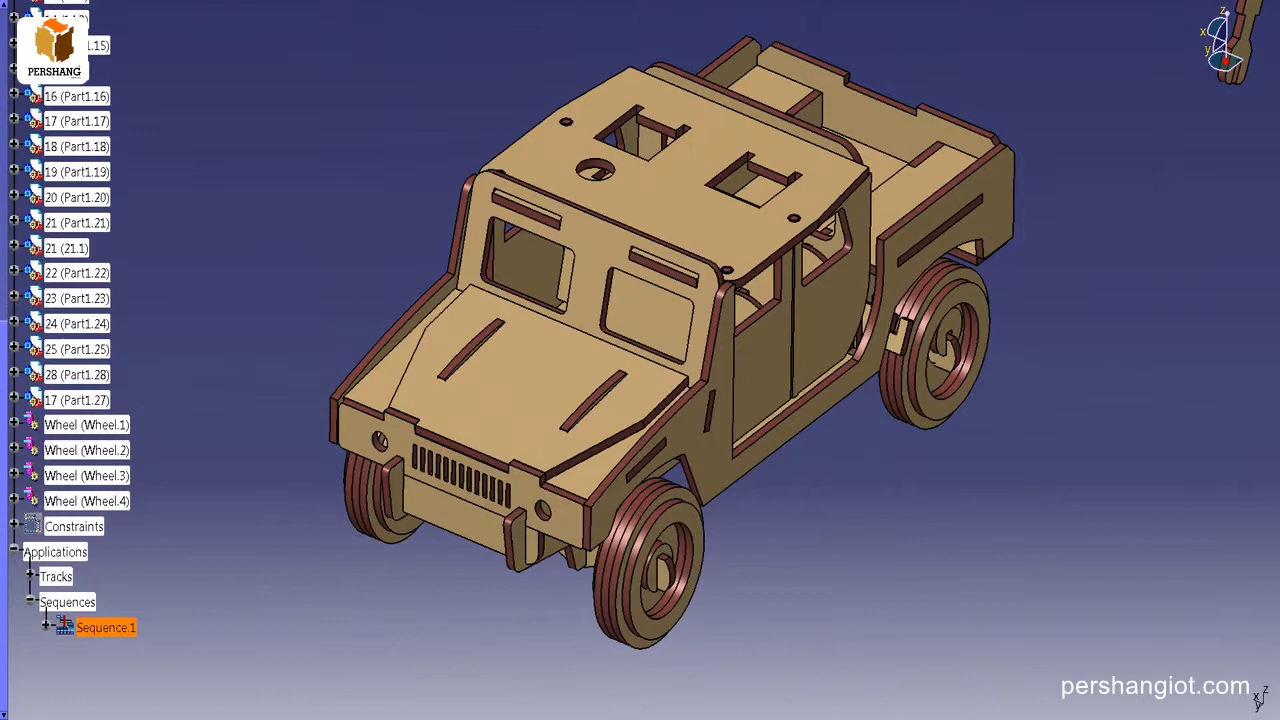 .15)
PERSHANG
16 (Part1.16)
17 (Part1.17)
18 (Part1.18)
19 (Part1.19)
20 (Part1.20)
21 (Part1.21)
21 (21.1)
22 (Part1.22)
23 (Part1.23)
24 (Part1.24)
25 (Part1.25)
28 (Part1.28)
17 (Part1.27)
Wheel (Wheel.1)
Wheel (Wheel.2)
Wheel (Wheel.3)
Wheel (Wheel.4)
Constraints
Applications
Tracks
Sequences
Sequence.1
z
x
y
pershangiot.com
z
x
y